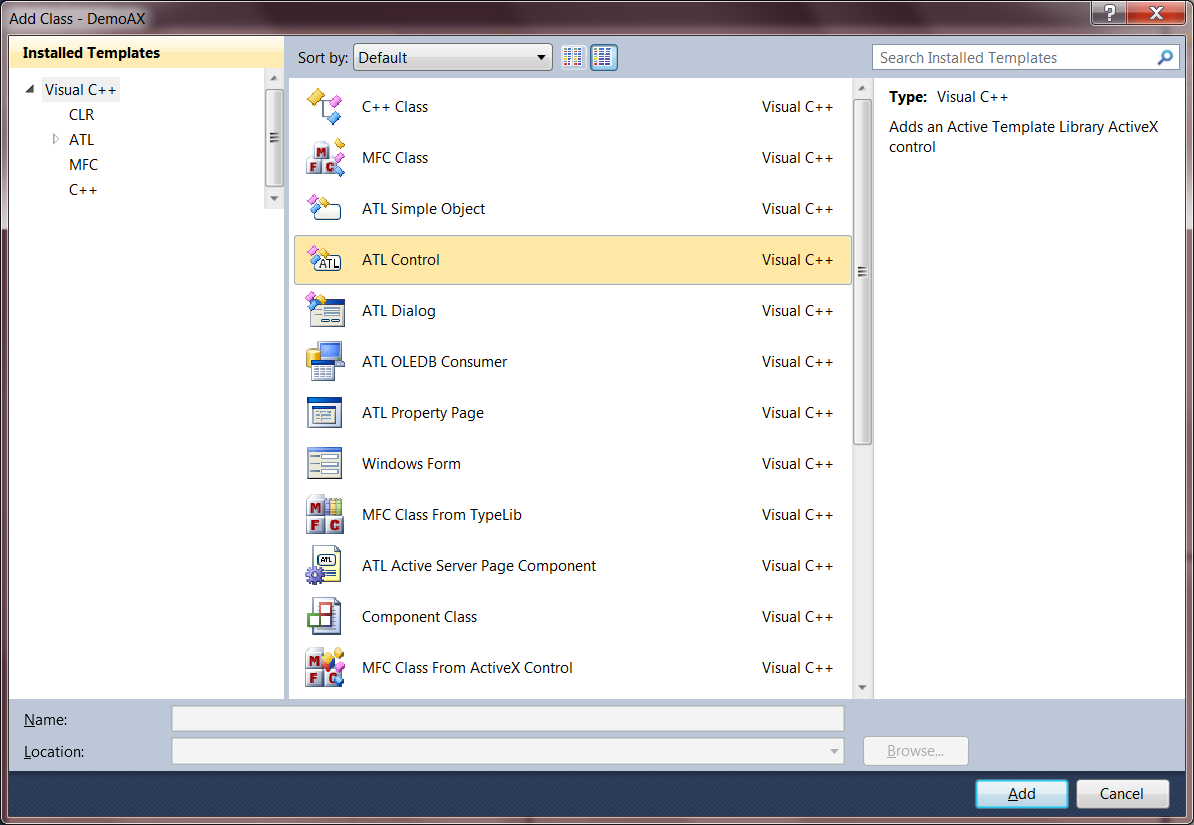 Add Class - DemoAX
?
Installed Templates
Visual C++
CLR
ATL
MFC
C++
Sort by: Default
Search Installed Templates
C++ Class Visual C++
MFC Class Visual C++
ATL Simple Object Visual C++
ATL ATL Control Visual C++
ATL Dialog Visual C++
ATL OLEDB Consumer Visual C++
ATL Property Page Visual C++
Windows Form Visual C++
MFC Class From TypeLib Visual C++
ATL ATL Active Server Page Component Visual C++
Component Class Visual C++
MFC Class From ActiveX Control Visual C++
Type: Visual C++
Adds an Active Template Library ActiveX
control
Name:
Location:
Browse...
Add
Cancel